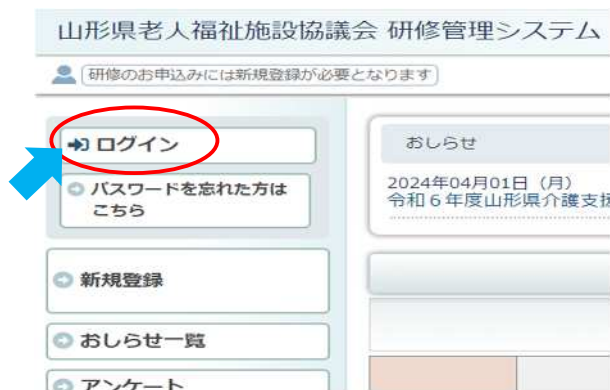 山形県老人福祉施設協議会 研修管理システム
研修のお申込みには新規登録が必要となります
ログイン
パスワードを忘れた方は
こちら
新規登録
おしらせ一覧
アンケート
おしらせ
2024年04月01日（月）
令和６年度山形県介護支援